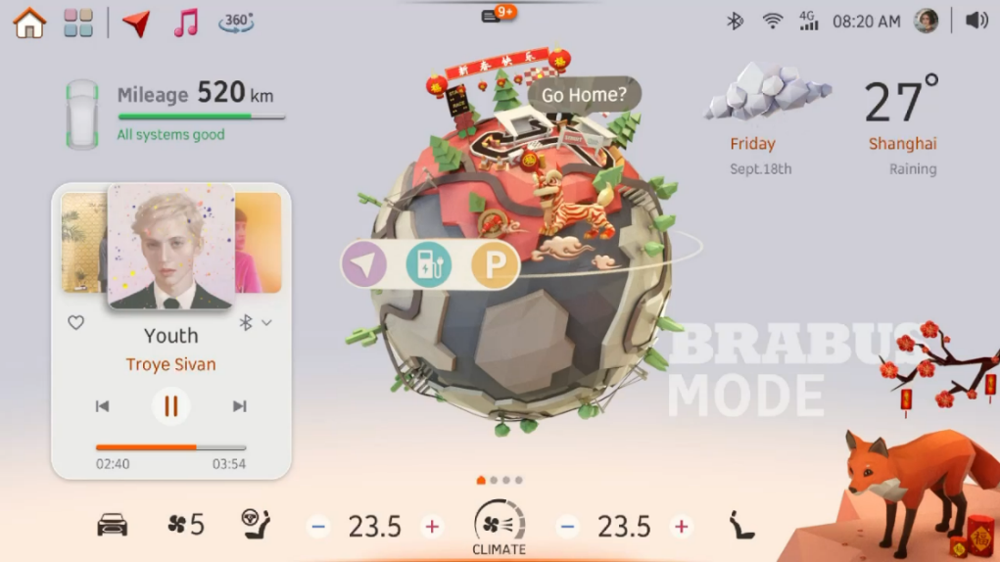 360°
9+
4G
08:20 AM
Mileage 520 km
All systems good
新春快乐
Go Home?
27°
Friday
Shanghai
Sept.18th
Raining
P
Youth
Troye Sivan
02:40
03:54
BRABUS
MODE
5
23.5
CLIMATE
23.5
福